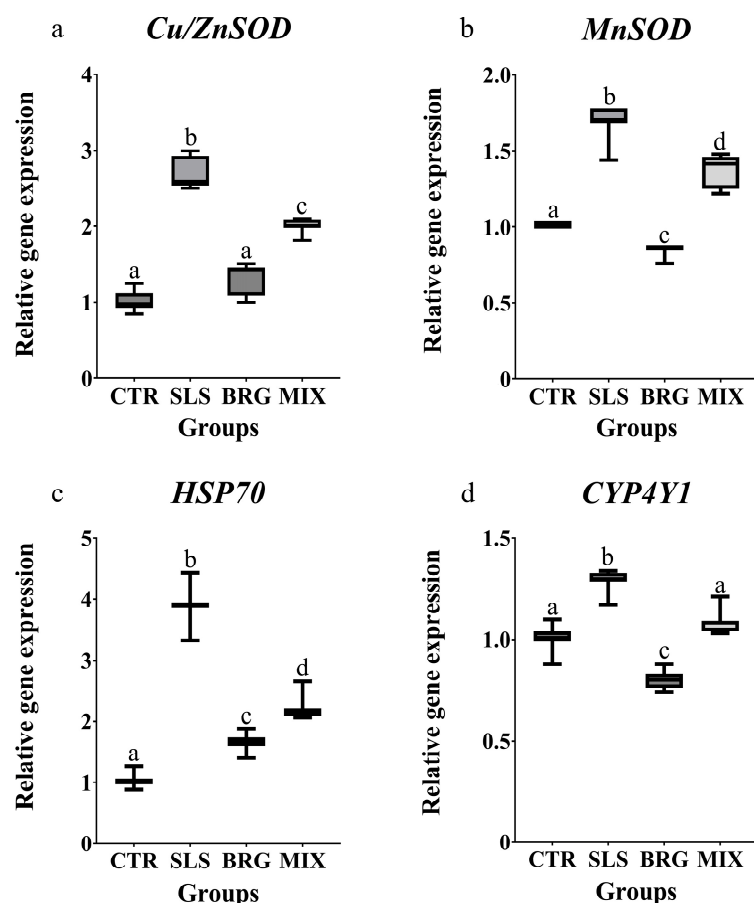 a
Cu/ZnSOD
4
3
2
1
0
Relative gene expression
a
b
a
c
CTR SLS BRG MIX
Groups
b
MnSOD
2.0
1.5
1.0
0.5
0
Relative gene expression
a
b
c
d
CTR SLS BRG MIX
Groups
c
HSP70
5
4
3
2
1
0
Relative gene expression
a
b
c
d
CTR SLS BRG MIX
Groups
d
CYP4Y1
1.5
1.0
0.5
0
Relative gene expression
a
b
c
a
CTR SLS BRG MIX
Groups